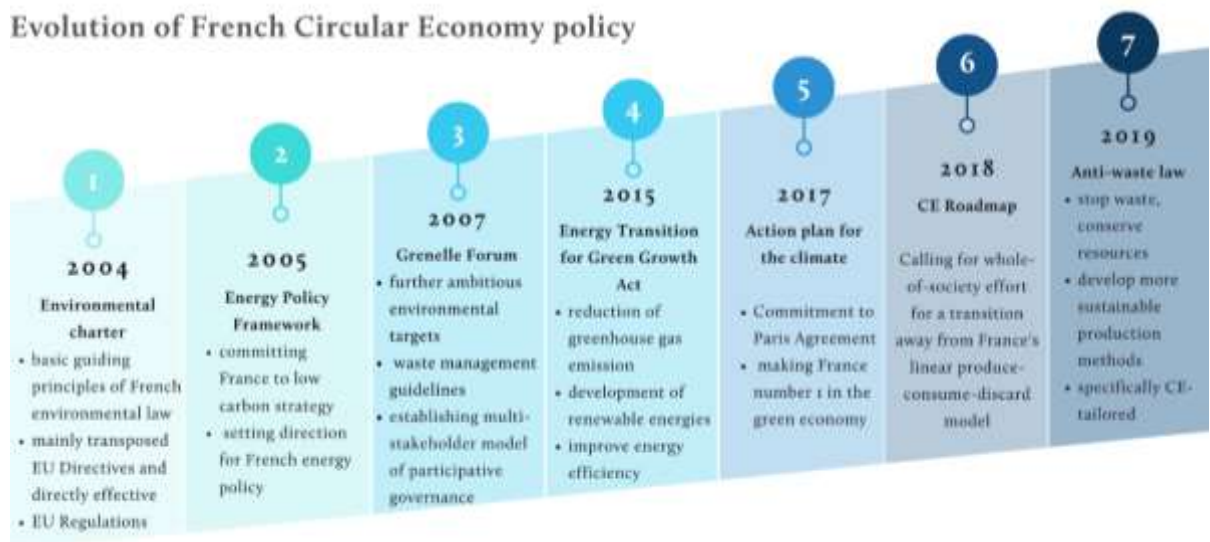 Evolution of French Circular Economy policy
1
2004
Environmental
charter
• basic guiding
principles of French
environmental law
• mainly transposed
EU Directives and
directly effective
• EU Regulations
2
2005
Energy Policy
Framework
• committing
France to low
carbon strategy
• setting direction
for French energy
policy
3
2007
Grenelle Forum
• further ambitious
environmental
targets
• waste management
guidelines
• establishing multi-
stakeholder model
of participative
governance
4
2015
Energy Transition
for Green Growth
Act
• reduction of
greenhouse gas
emission
• development of
renewable energies
• improve energy
efficiency
5
2017
Action plan for
the climate
• Commitment to
Paris Agreement
• making France
number 1 in the
green economy
6
2018
CE Roadmap
Calling for whole-
of-society effort
for a transition
away from France's
linear produce-
consume-discard
model
7
2019
Anti-waste law
• stop waste,
conserve
resources
• develop more
sustainable
production
methods
• specifically CE-
tailored